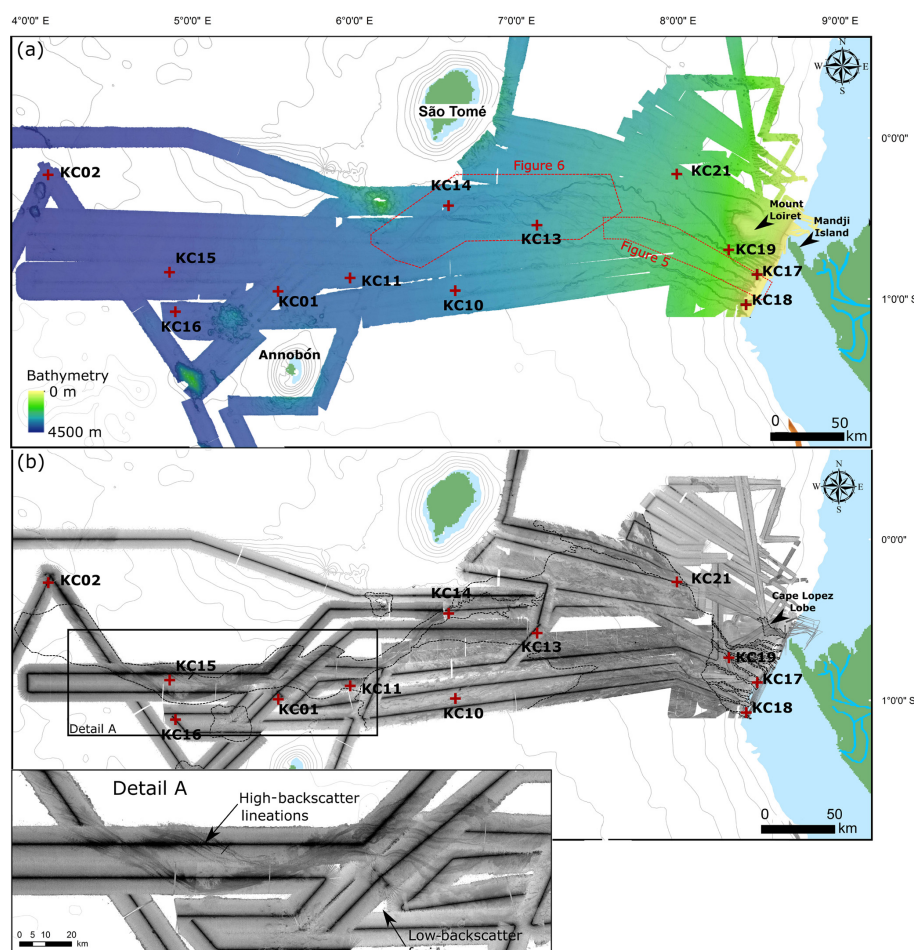 4°0'0" E 5°0'0" E 6°0'0" E 7°0'0" E 8°0'0" E 9°0'0" E
(a)
N
W E
S
São Tomé
0°0'0"
KC02
Figure 6
KC14
KC21
Mount
Loiret
Mandji
Island
KC13
Figure 5
KC19
KC15
KC11
KC17
KC01
KC10
KC18
1°0'0" S
KC16
Annobón
Bathymetry
0 m
4500 m
0 50
km
(b)
N
W E
S
0°0'0"
KC02
KC14
KC21
Cape Lopez
Lobe
KC13
KC19
KC15
KC11
KC17
KC01
KC10
KC18
1°0'0" S
KC16
Detail A
Detail A
High-backscatter
lineations
0 50
km
Low-backscatter
0 5 10 20
km